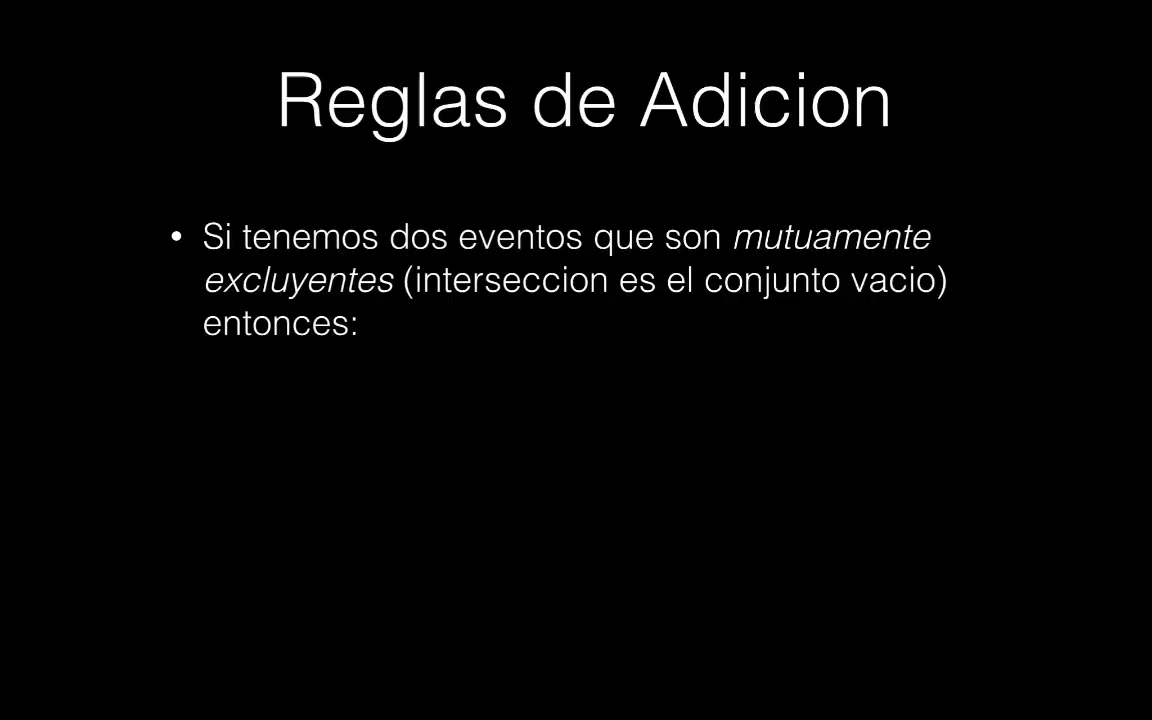 Reglas de Adicion
• Si tenemos dos eventos que son mutuamente
excluyentes (interseccion es el conjunto vacio)
entonces: